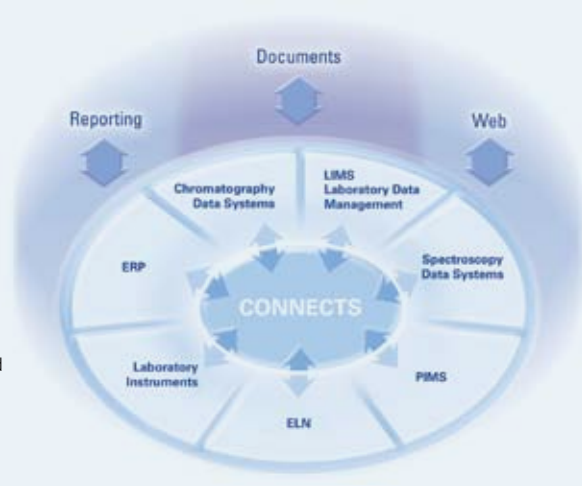 Documents
Reporting
Web
Chromatography
Data Systems
LIMS
Laboratory Data
Management
ERP
Spectroscopy
Data Systems
CONNECTS
Laboratory
Instruments
PIMS
ELN